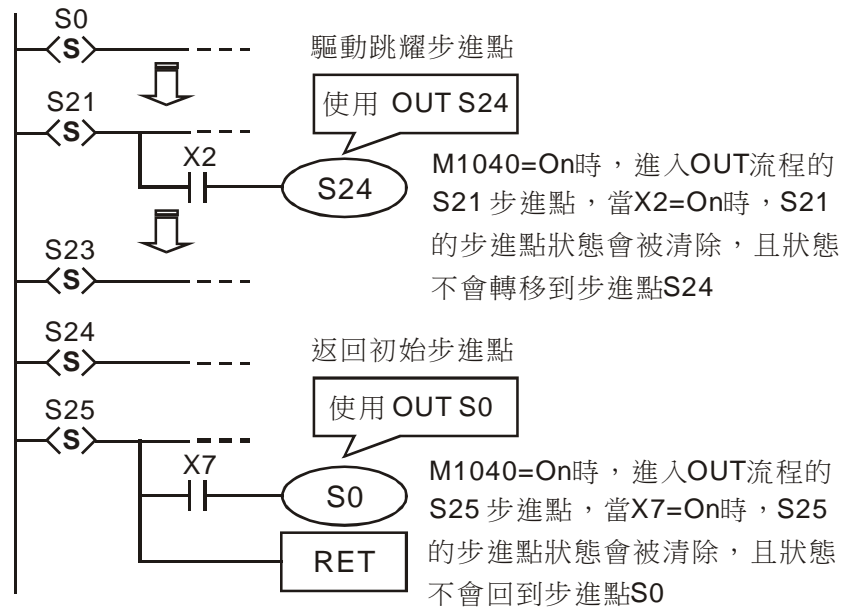 S0
S
驅動跳耀步進點
使用 OUT S24
S21
S
X2
S24
M1040=On時，進入OUT流程的
S21 步進點，當X2=On時，S21
的步進點狀態會被清除，且狀態
不會轉移到步進點S24
S23
S
S24
S
返回初始步進點
使用 OUT S0
S25
S
X7
S0
RET
M1040=On時，進入OUT流程的
S25 步進點，當X7=On時，S25
的步進點狀態會被清除，且狀態
不會回到步進點S0